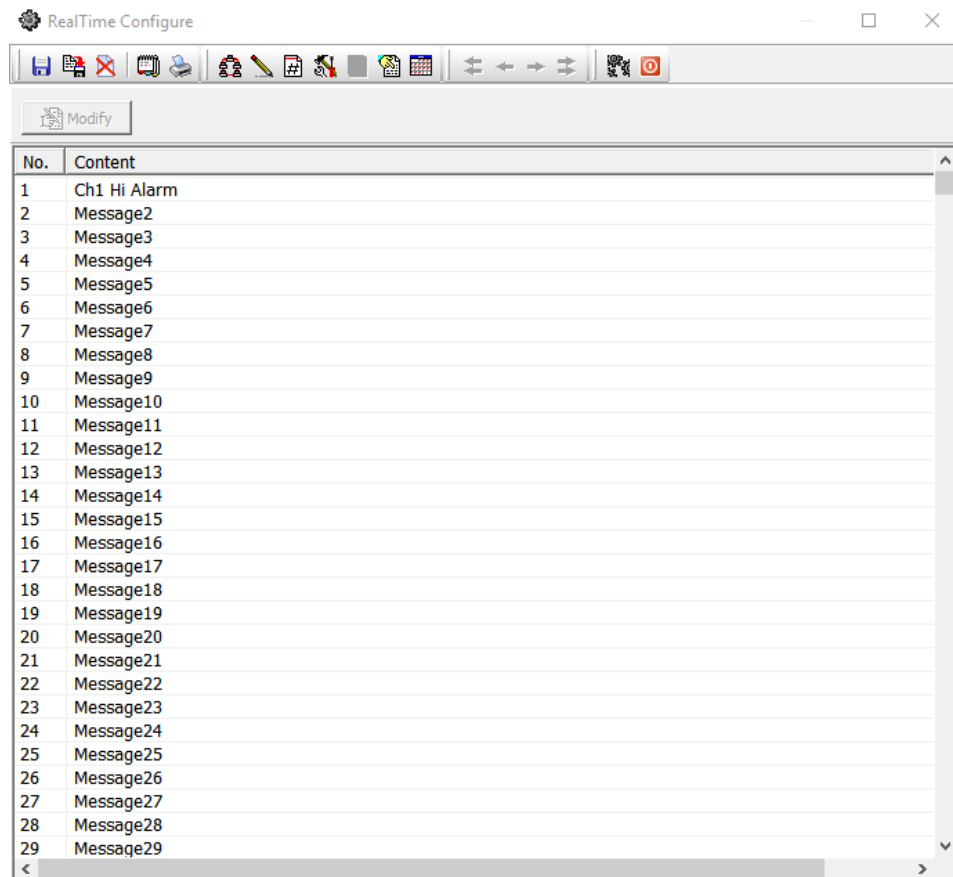 RealTime Configure
Modify
No. Content
1 Ch1 Hi Alarm
2 Message2
3 Message3
4 Message4
5 Message5
6 Message6
7 Message7
8 Message8
9 Message9
10 Message10
11 Message11
12 Message12
13 Message13
14 Message14
15 Message15
16 Message16
17 Message17
18 Message18
19 Message19
20 Message20
21 Message21
22 Message22
23 Message23
24 Message24
25 Message25
26 Message26
27 Message27
28 Message28
29 Message29